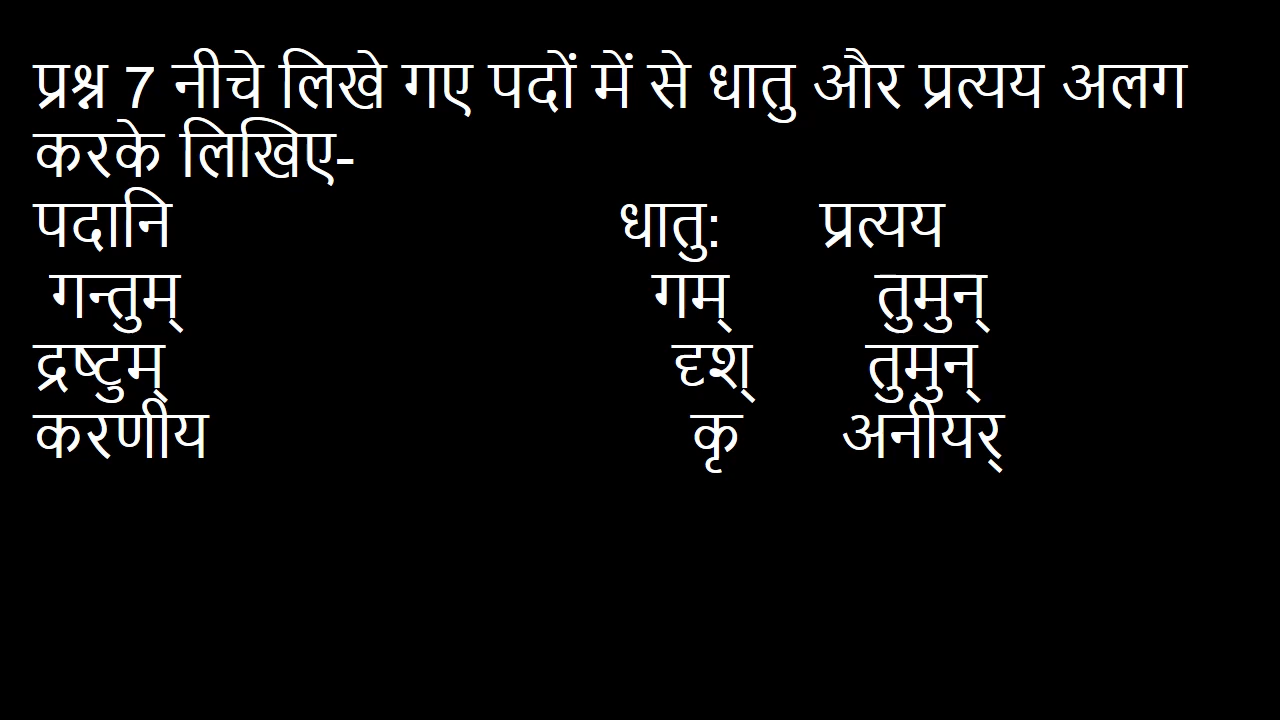 प्रश्न 7 नीचे लिखे गए पदों में से धातु और प्रत्यय अलग
करके लिखिए-
पदानि धातु: प्रत्यय
गन्तुम् गम् तुमुन्
द्रष्टुम् दृश् तुमुन्
करणीय कृ अनीयर्